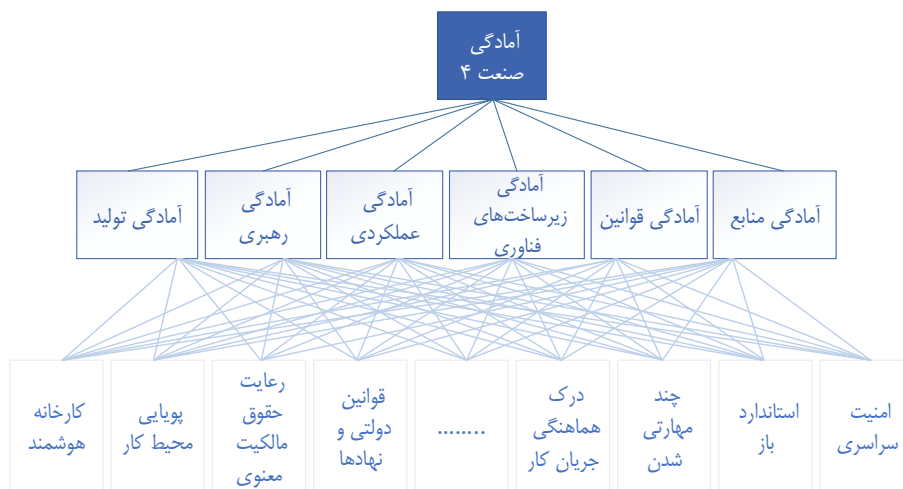 آمادگی
صنعت ۴
آمادگی منابع
آمادگی قوانین
آمادگی
زیرساخت‌های
فناوری
آمادگی
عملکردی
آمادگی
رهبری
آمادگی تولید
امنیت
سراسری
استاندارد
باز
چند
مهارتی
شدن
درک
هماهنگی
جریان کار
........
قوانین
دولتی و
نهادها
رعایت
حقوق
مالکیت
معنوی
پویایی
محیط کار
کارخانه
هوشمند